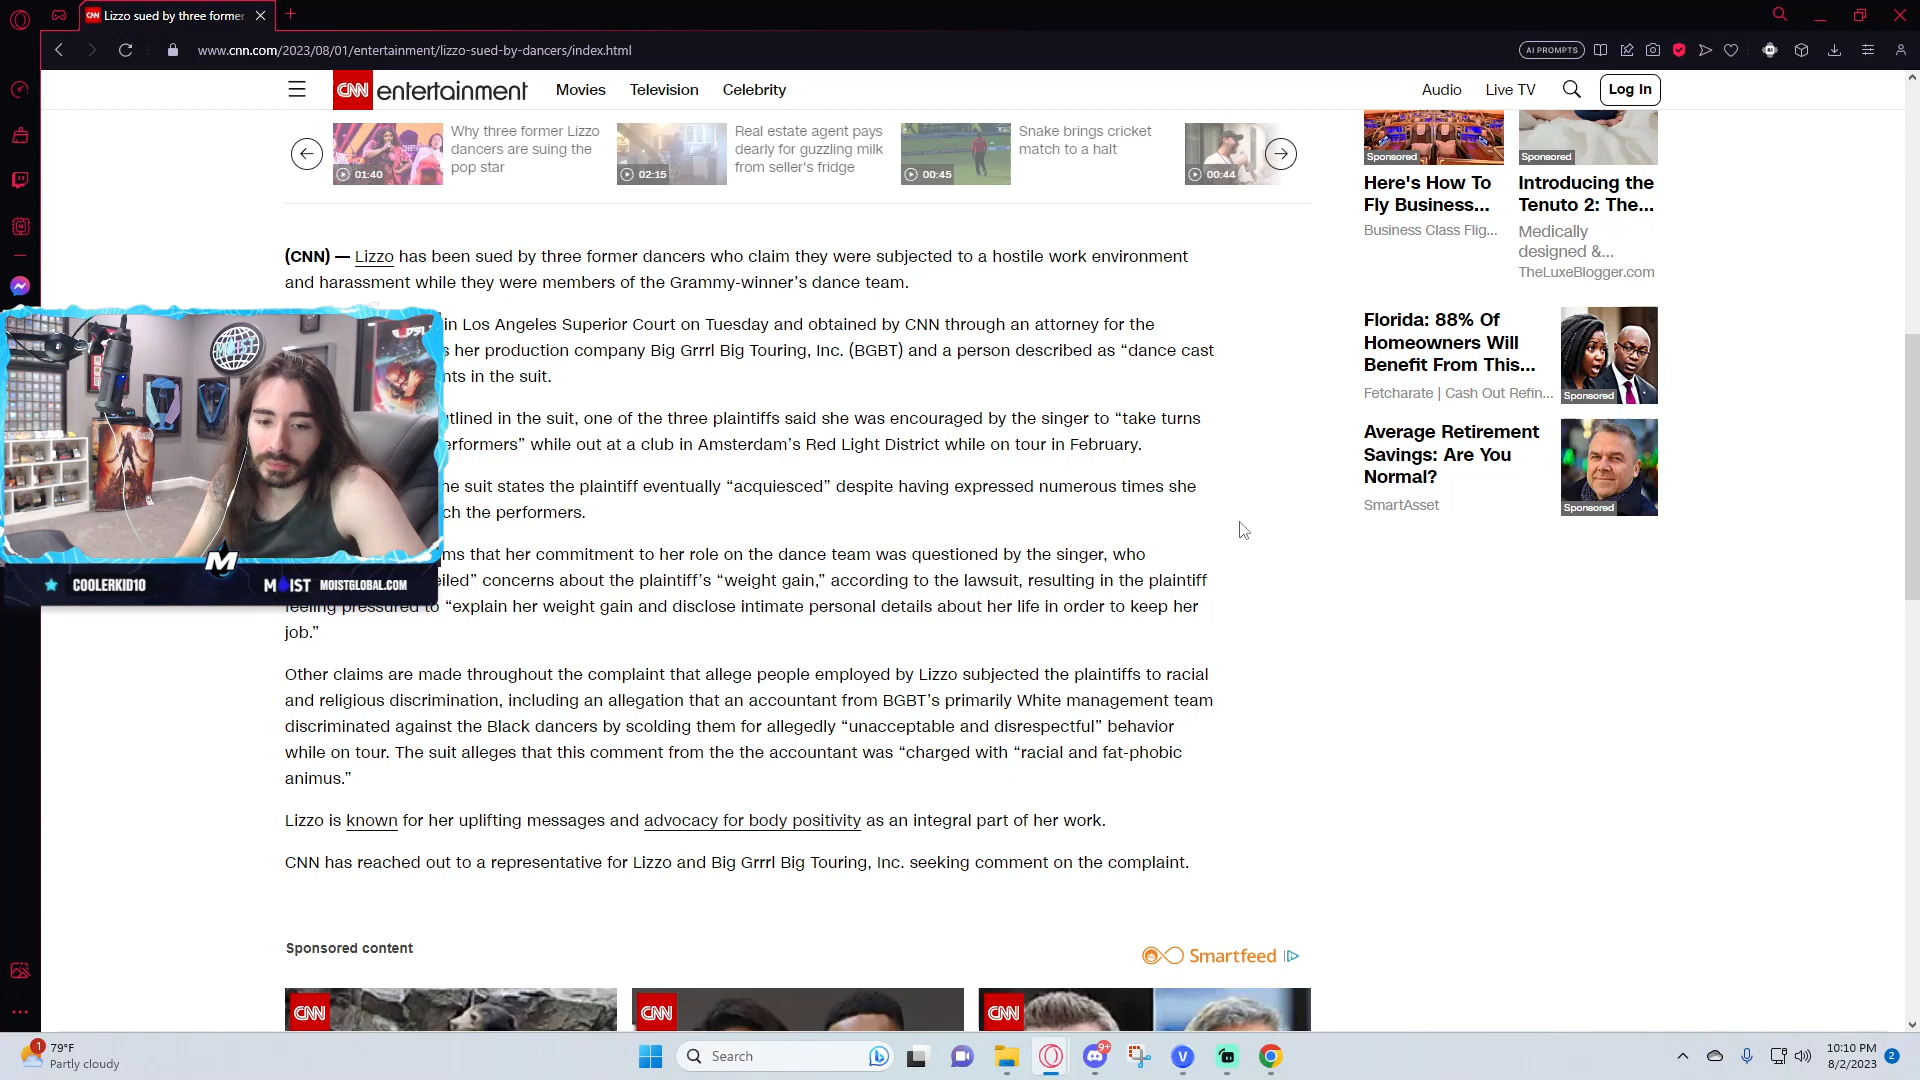 Lizzo sued by three former
www.cnn.com/2023/08/01/entertainment/lizzo-sued-by-dancers/index.html
AI PROMPTS
CNN entertainment
Movies
Television
Celebrity
Audio
Live TV
Log In
Why three former Lizzo
dancers are suing the
pop star
01:40
Real estate agent pays
dearly for guzzling milk
from seller's fridge
02:15
Snake brings cricket
match to a halt
00:45
00:44
(CNN) — Lizzo has been sued by three former dancers who claim they were subjected to a hostile work environment
and harassment while they were members of the Grammy-winner’s dance team.
in Los Angeles Superior Court on Tuesday and obtained by CNN through an attorney for the
s her production company Big Grrrl Big Touring, Inc. (BGBT) and a person described as “dance cast
nts in the suit.
tlined in the suit, one of the three plaintiffs said she was encouraged by the singer to “take turns
erformers” while out at a club in Amsterdam’s Red Light District while on tour in February.
he suit states the plaintiff eventually “acquiesced” despite having expressed numerous times she
ch the performers.
ms that her commitment to her role on the dance team was questioned by the singer, who
iled” concerns about the plaintiff’s “weight gain,” according to the lawsuit, resulting in the plaintiff
feeling pressured to “explain her weight gain and disclose intimate personal details about her life in order to keep her
job.”
Other claims are made throughout the complaint that allege people employed by Lizzo subjected the plaintiffs to racial
and religious discrimination, including an allegation that an accountant from BGBT’s primarily White management team
discriminated against the Black dancers by scolding them for allegedly “unacceptable and disrespectful” behavior
while on tour. The suit alleges that this comment from the the accountant was “charged with “racial and fat-phobic
animus.”
Lizzo is known for her uplifting messages and advocacy for body positivity as an integral part of her work.
CNN has reached out to a representative for Lizzo and Big Grrrl Big Touring, Inc. seeking comment on the complaint.
MOIST
M
COOLERKID10
MOIST
MOISTGLOBAL.COM
Sponsored
Here's How To
Fly Business...
Business Class Flig...
Sponsored
Introducing the
Tenuto 2: The...
Medically
designed &...
TheLuxeBlogger.com
Florida: 88% Of
Homeowners Will
Benefit From This...
Fetcharate | Cash Out Refin...
Sponsored
Average Retirement
Savings: Are You
Normal?
SmartAsset
Sponsored
Sponsored content
Smartfeed
CNN
CNN
CNN
1
79°F
Partly cloudy
Search
9+
V
10:10 PM
8/2/2023
2